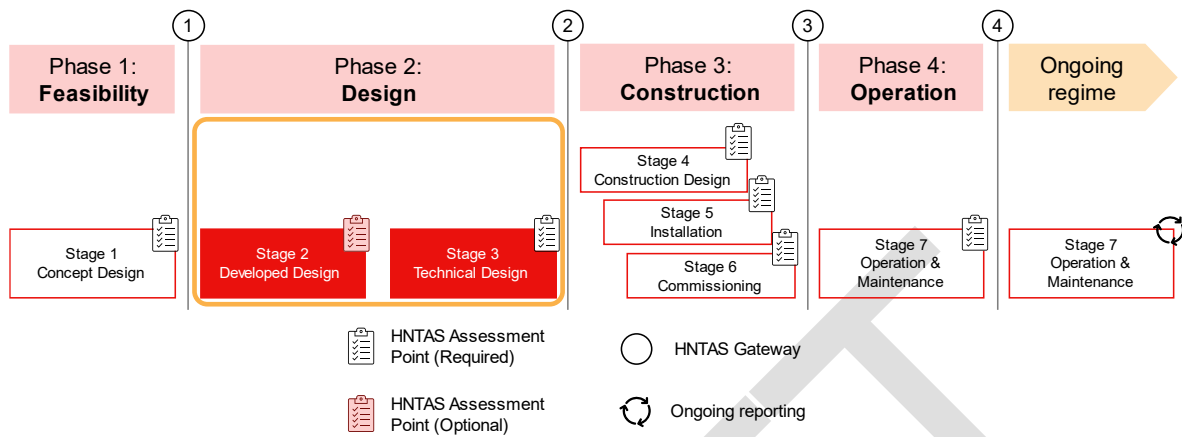 1
2
3
4
Phase 1:
Feasibility
Phase 2:
Design
Phase 3:
Construction
Phase 4:
Operation
Ongoing
regime
Stage 1
Concept Design
Stage 2
Developed Design
Stage 3
Technical Design
Stage 4
Construction Design
Stage 5
Installation
Stage 6
Commissioning
Stage 7
Operation &
Maintenance
Stage 7
Operation &
Maintenance
HNTAS Assessment
Point (Required)
HNTAS Gateway
HNTAS Assessment
Point (Optional)
Ongoing reporting